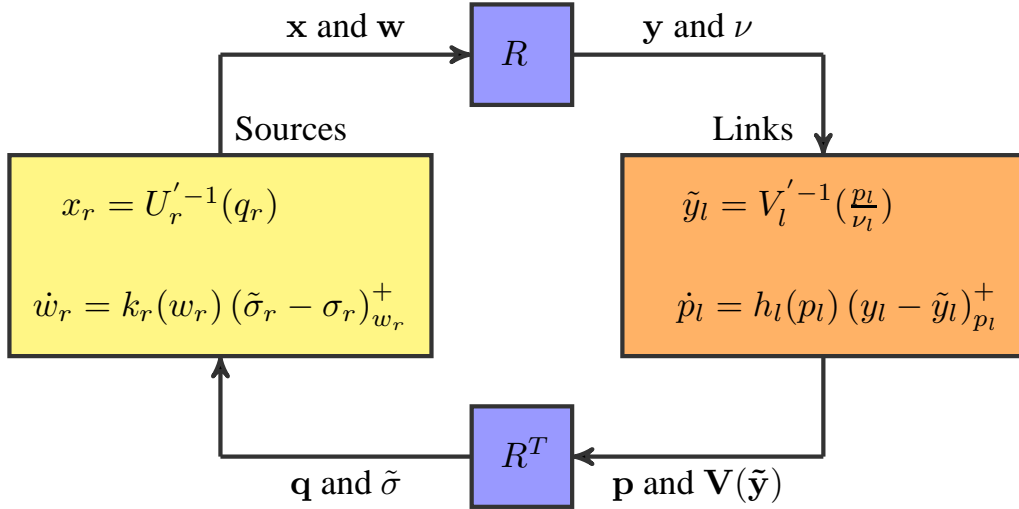 𝐱 and 𝐰
R
𝐲 and ν
Sources
Links
x_r = U_r^{'-1}(q_r)
ẇ_r = k_r(w_r) (σ̃_r − σ_r)^+_{w_r}
ỹ_l = V_l^{'-1}(\frac{p_l}{ν_l})
ṗ_l = h_l(p_l) (y_l − ỹ_l)^+_{p_l}
R^T
𝐪 and σ̃
𝐩 and 𝐕(𝐲̃)